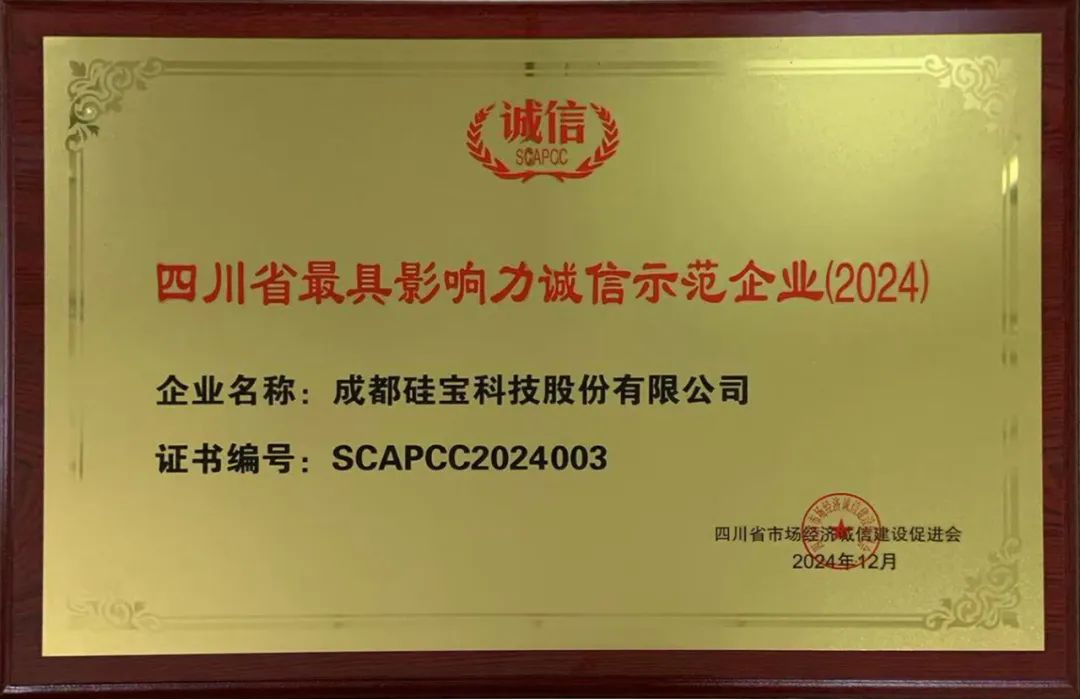 诚信
SCAPCC
四川省最具影响力诚信示范企业(2024)
企业名称：成都硅宝科技股份有限公司
证书编号：SCAPCC2024003
四川省市场经济诚信建设促进会
2024年12月